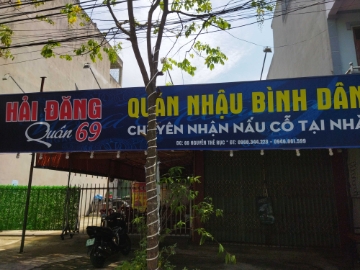 HẢI ĐĂNG
Quán 69
QUÁN NHẬU BÌNH DÂN
CHUYÊN NHẬN NẤU CỖ TẠI NHÀ